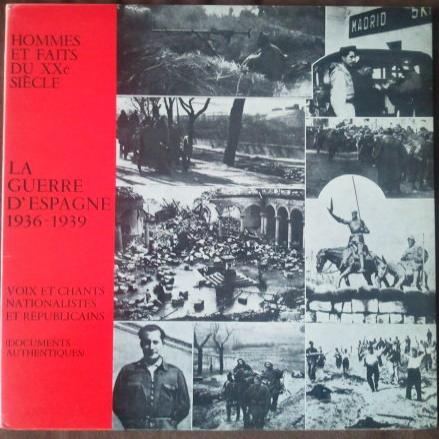 HOMMES
ET FAITS
DU XXe
SIÈCLE
MADRID 5K
LA
GUERRE
D'ESPAGNE
1936-1939
VOIX ET CHANTS
NATIONALISTES
ET RÉPUBLICAINS
(DOCUMENTS
AUTHENTIQUES)